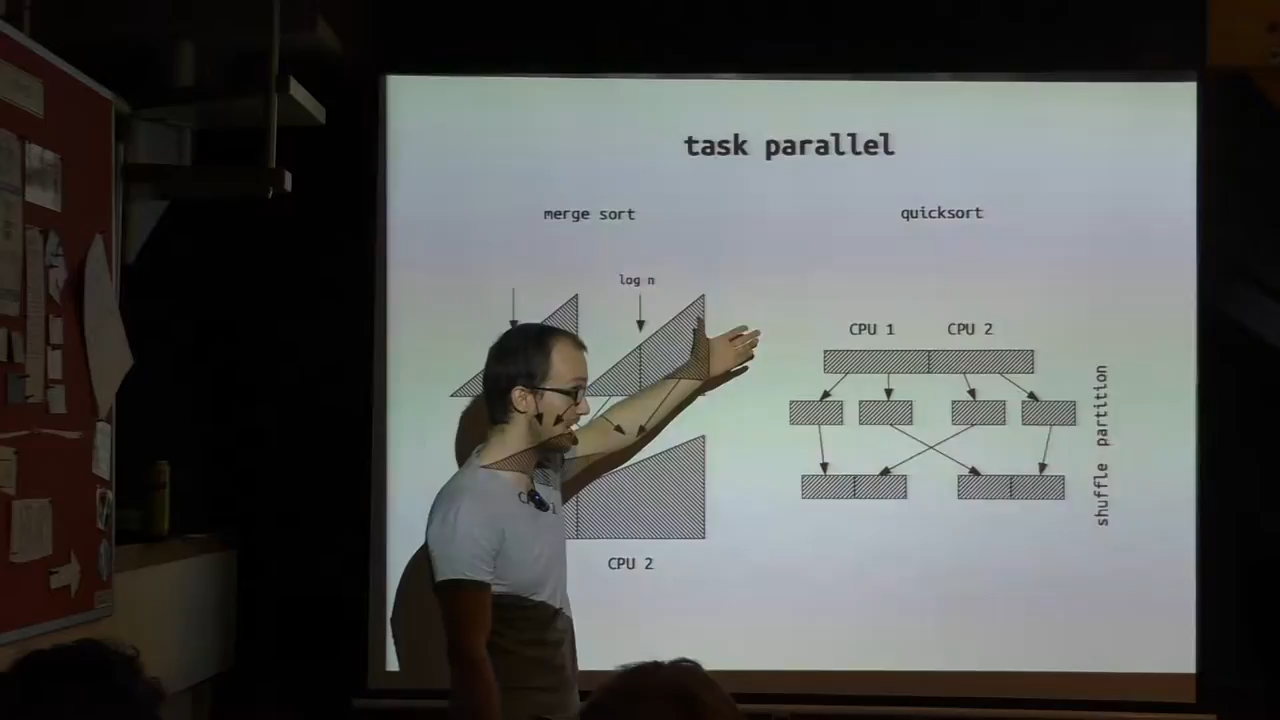 task parallel
merge sort
quicksort
log n
CPU 1 CPU 2
shuffle partition
CPU 2